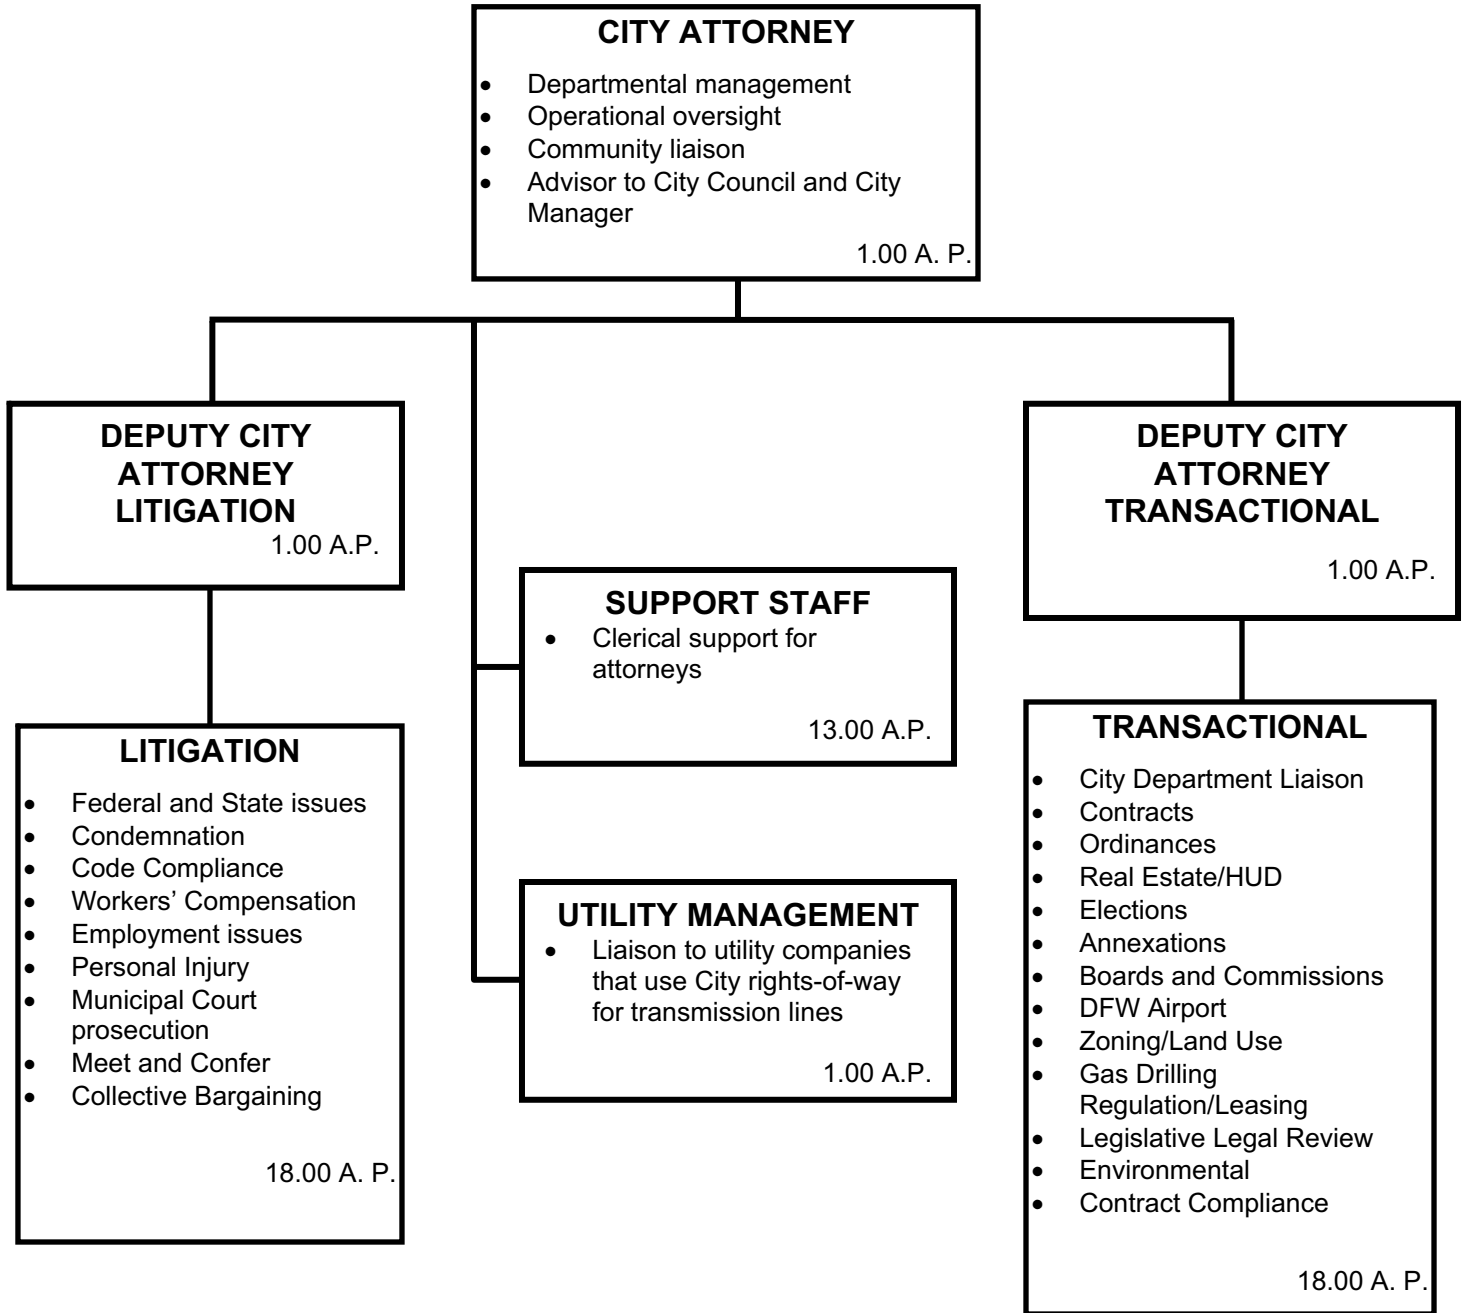 CITY ATTORNEY
• Departmental management
• Operational oversight
• Community liaison
• Advisor to City Council and City
Manager
1.00 A. P.
DEPUTY CITY
ATTORNEY
LITIGATION
1.00 A.P.
DEPUTY CITY
ATTORNEY
TRANSACTIONAL
1.00 A.P.
SUPPORT STAFF
• Clerical support for
attorneys
13.00 A.P.
UTILITY MANAGEMENT
• Liaison to utility companies
that use City rights-of-way
for transmission lines
1.00 A.P.
LITIGATION
• Federal and State issues
• Condemnation
• Code Compliance
• Workers’ Compensation
• Employment issues
• Personal Injury
• Municipal Court
prosecution
• Meet and Confer
• Collective Bargaining
18.00 A. P.
TRANSACTIONAL
• City Department Liaison
• Contracts
• Ordinances
• Real Estate/HUD
• Elections
• Annexations
• Boards and Commissions
• DFW Airport
• Zoning/Land Use
• Gas Drilling
Regulation/Leasing
• Legislative Legal Review
• Environmental
• Contract Compliance
18.00 A. P.